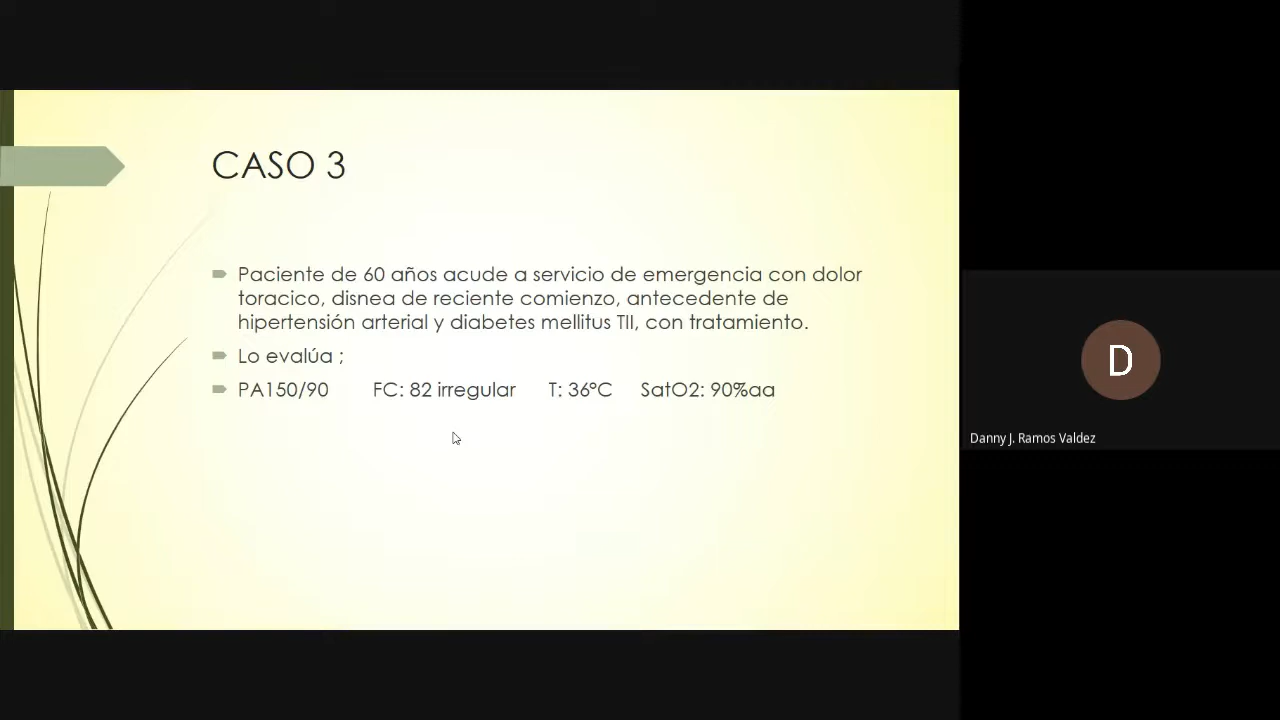 CASO 3
Paciente de 60 años acude a servicio de emergencia con dolor
toracico, disnea de reciente comienzo, antecedente de
hipertensión arterial y diabetes mellitus TII, con tratamiento.
Lo evalúa ;
PA150/90 FC: 82 irregular T: 36°C SatO2: 90%aa
D
Danny J. Ramos Valdez